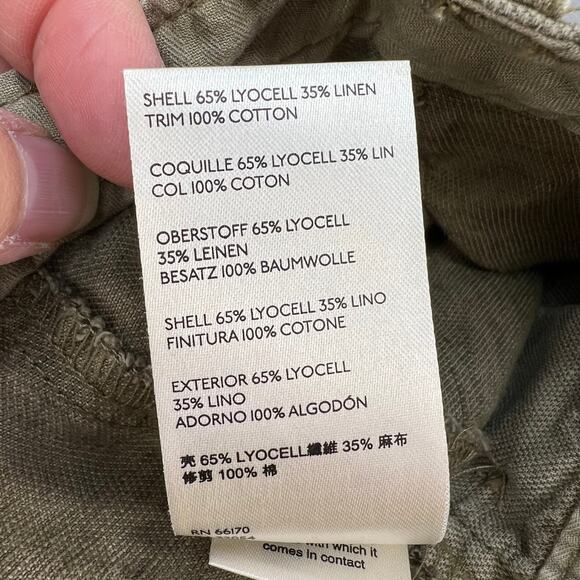 SHELL 65% LYOCELL 35% LINEN
TRIM 100% COTTON
COQUILLE 65% LYOCELL 35% LIN
COL 100% COTON
OBERSTOFF 65% LYOCELL
35% LEINEN
BESATZ 100% BAUMWOLLE
SHELL 65% LYOCELL 35% LINO
FINITURA 100% COTONE
EXTERIOR 65% LYOCELL
35% LINO
ADORNO 100% ALGODÓN
壳 65% LYOCELL纖維 35% 麻布
修剪 100% 棉
RN 66170
with which it
comes in contact